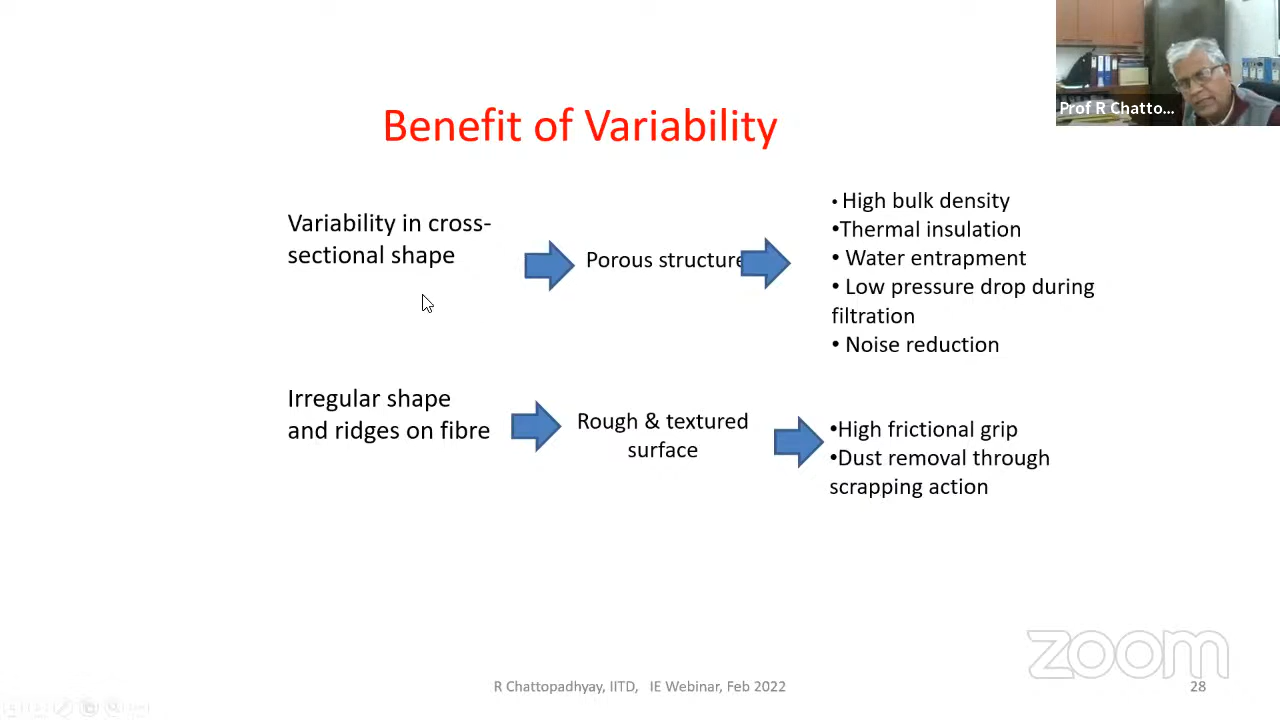 Prof R Chatto...
Benefit of Variability
Variability in cross-
sectional shape
Porous structure
• High bulk density
•Thermal insulation
• Water entrapment
• Low pressure drop during
filtration
• Noise reduction
Irregular shape
and ridges on fibre
Rough & textured
surface
•High frictional grip
•Dust removal through
scrapping action
zoom
R Chattopadhyay, IITD, IE Webinar, Feb 2022
28